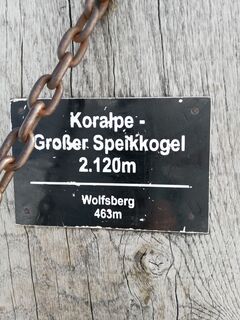 Koralpe -
Großer Speikkogel
2.120m
Wolfsberg
463m